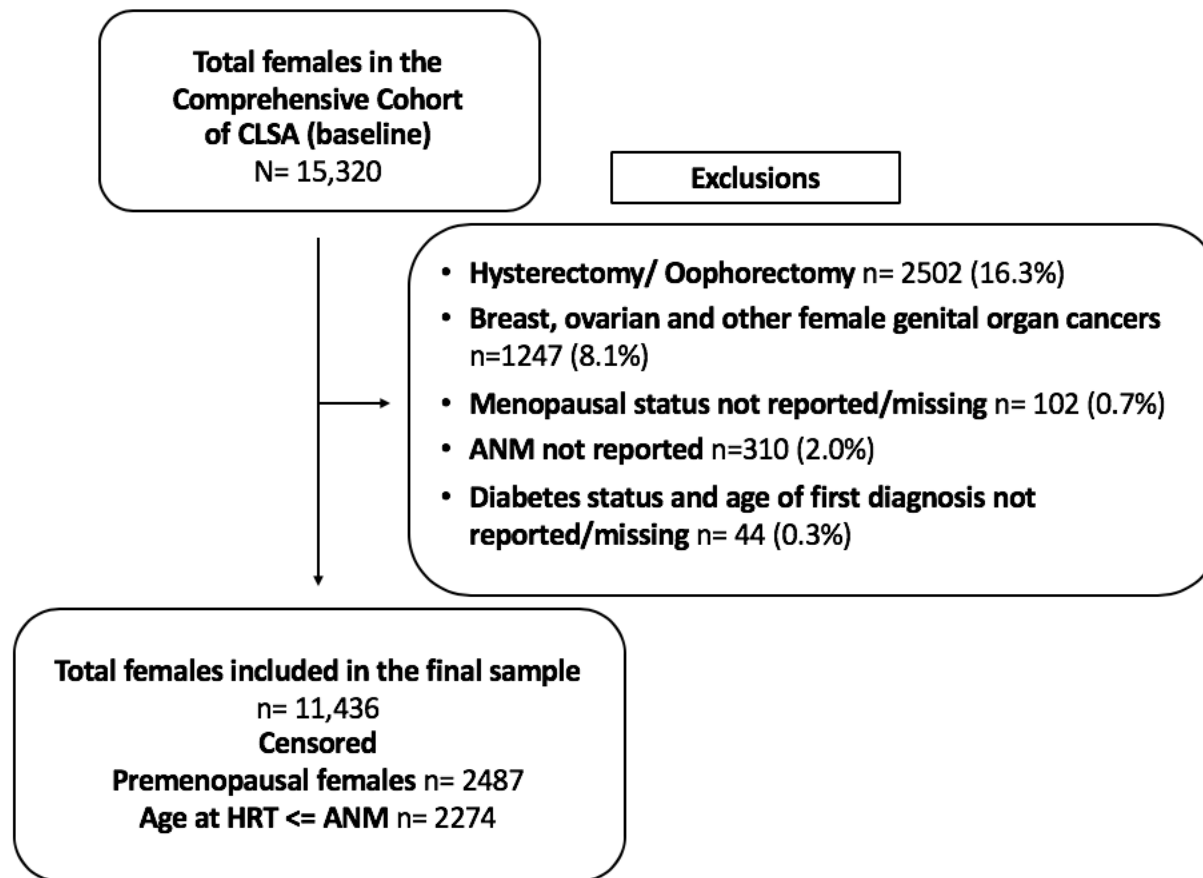 Total females in the
Comprehensive Cohort
of CLSA (baseline)
N= 15,320
Exclusions
• Hysterectomy/ Oophorectomy n= 2502 (16.3%)
• Breast, ovarian and other female genital organ cancers
n=1247 (8.1%)
• Menopausal status not reported/missing n= 102 (0.7%)
• ANM not reported n=310 (2.0%)
• Diabetes status and age of first diagnosis not
reported/missing n= 44 (0.3%)
Total females included in the final sample
n= 11,436
Censored
Premenopausal females n= 2487
Age at HRT <= ANM n= 2274